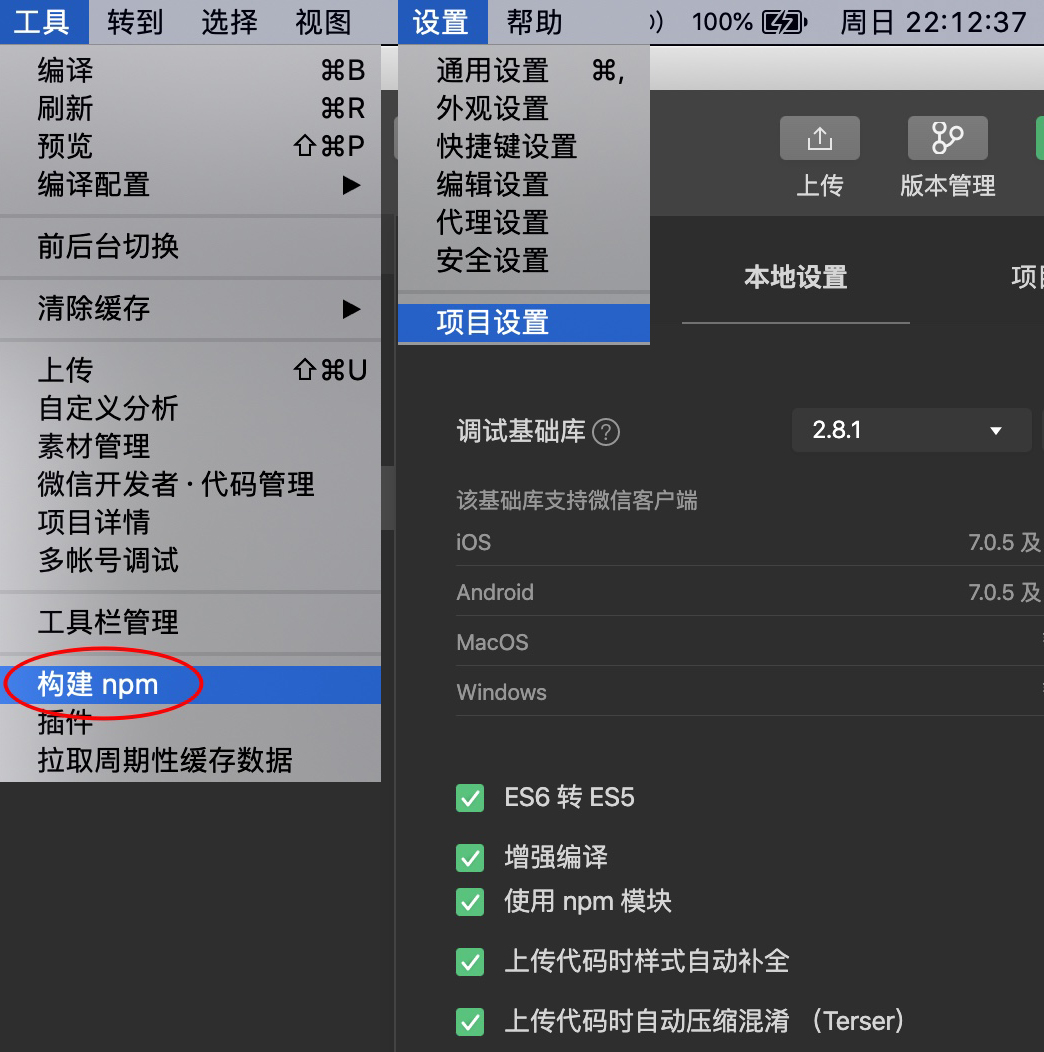 工具 转到 选择 视图 设置 帮助 100% 周日 22:12:37
编译 ⌘B
刷新 ⌘R
预览 ⇧⌘P
编译配置 ▶
前后台切换
清除缓存 ▶
上传 ⇧⌘U
自定义分析
素材管理
微信开发者·代码管理
项目详情
多帐号调试
工具栏管理
构建 npm
插件
拉取周期性缓存数据
通用设置 ⌘,
外观设置
快捷键设置
编辑设置
代理设置
安全设置
项目设置
上传 版本管理
本地设置 项
调试基础库 ? 2.8.1
该基础库支持微信客户端
iOS 7.0.5 及
Android 7.0.5 及
MacOS
Windows
ES6 转 ES5
增强编译
使用 npm 模块
上传代码时样式自动补全
上传代码时自动压缩混淆 （Terser）